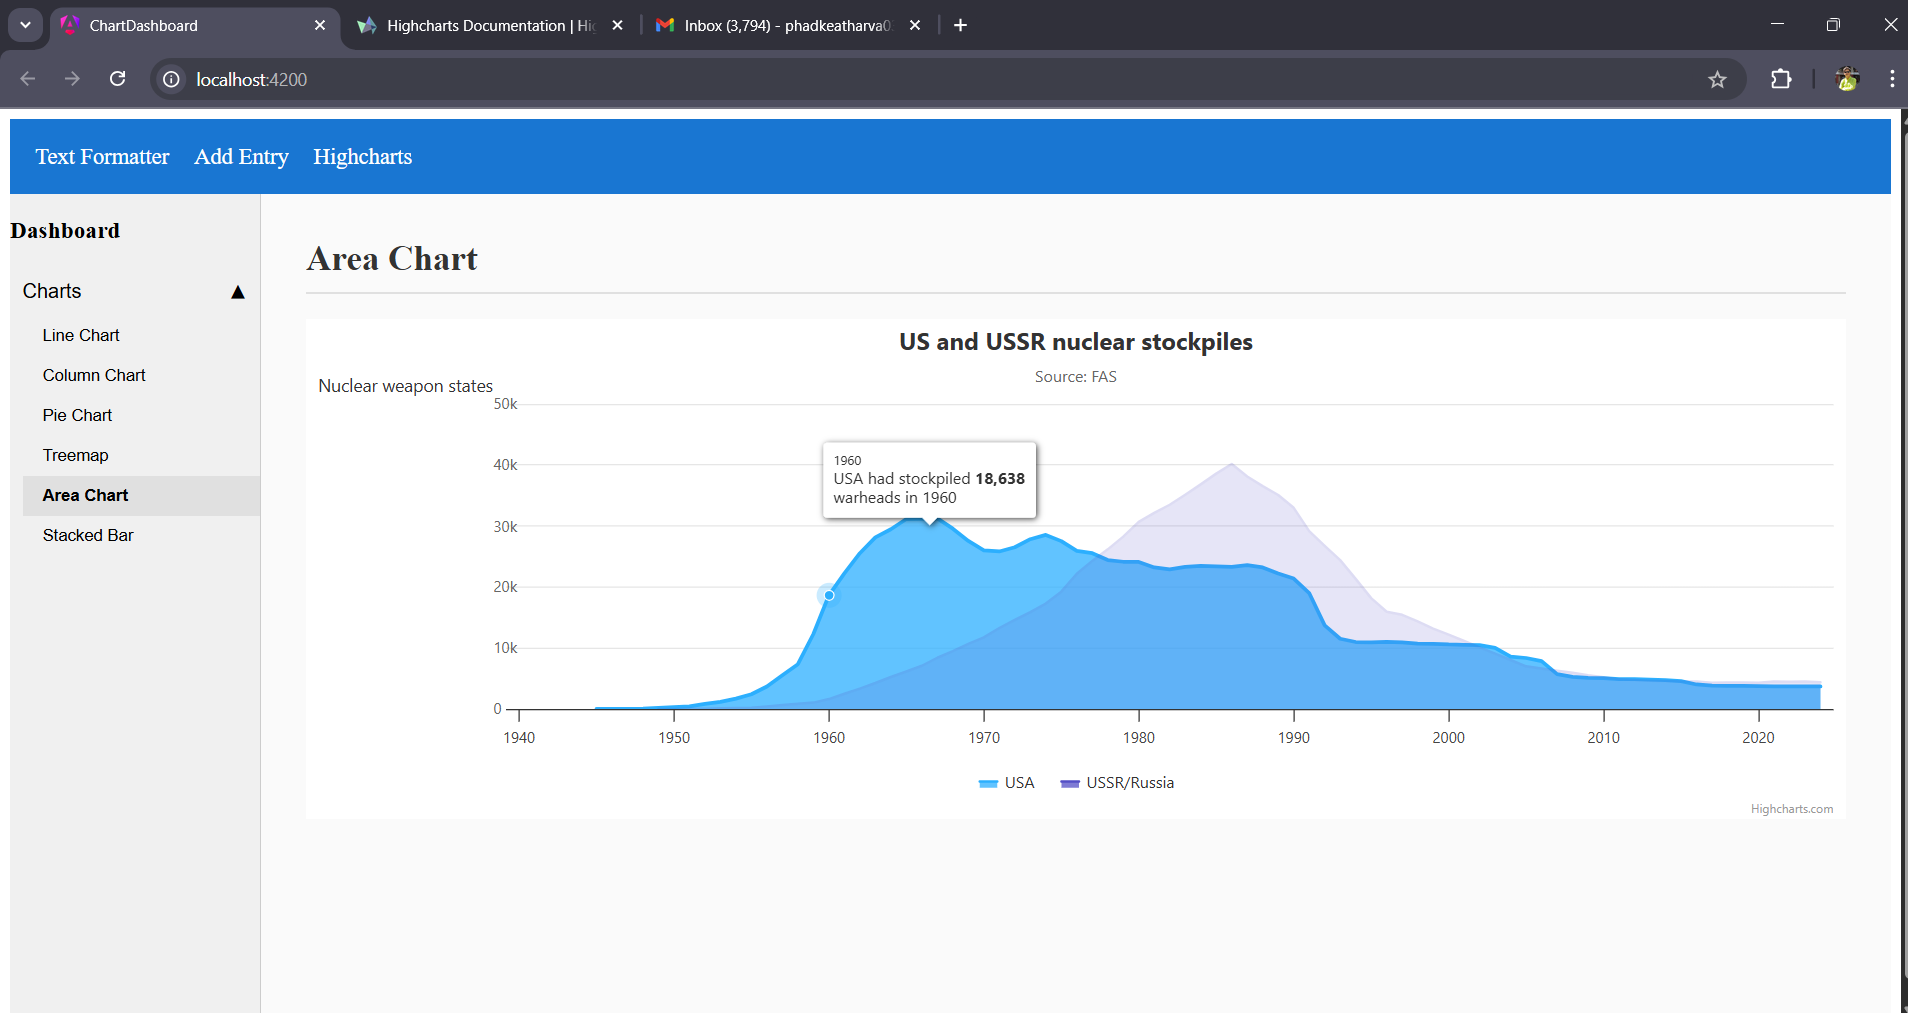 ChartDashboard
Highcharts Documentation | Hi
Inbox (3,794) - phadkeatharva0
localhost:4200
Text Formatter Add Entry Highcharts
Dashboard
Charts ▲
Line Chart
Column Chart
Pie Chart
Treemap
Area Chart
Stacked Bar
Area Chart
US and USSR nuclear stockpiles
Source: FAS
Nuclear weapon states
50k
40k
30k
20k
10k
0
1960
USA had stockpiled 18,638
warheads in 1960
1940 1950 1960 1970 1980 1990 2000 2010 2020
USA USSR/Russia
Highcharts.com